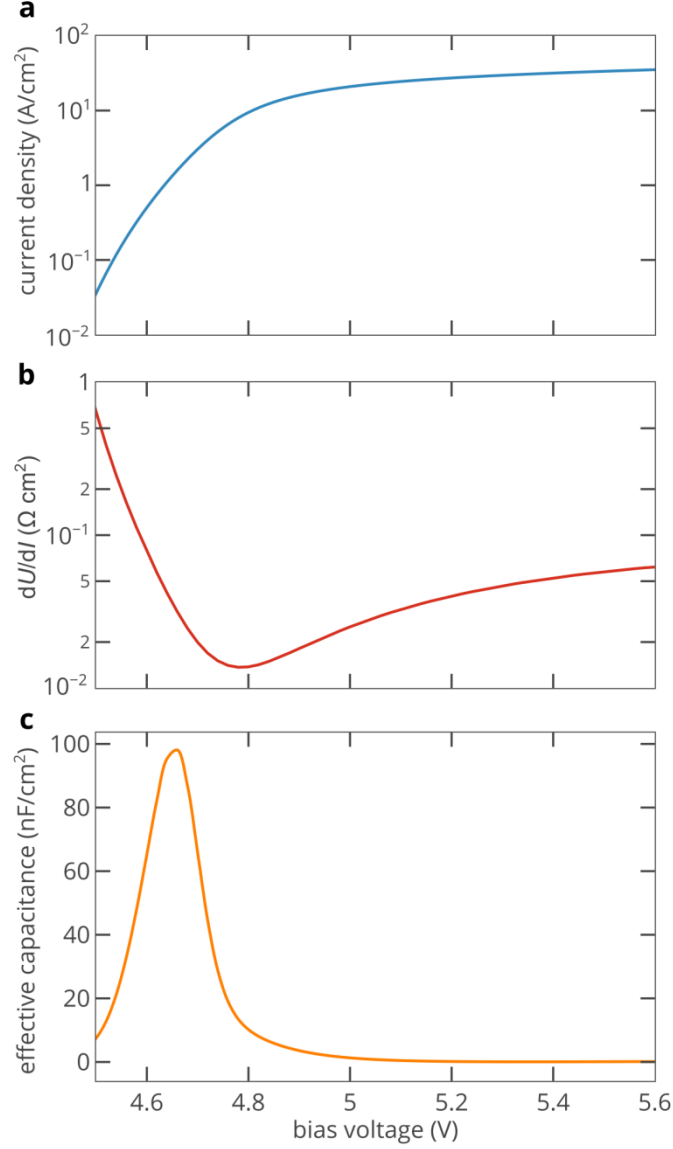 a
current density (A/cm²)
10²
10¹
1
10⁻¹
10⁻²
b
dU/dI (Ω cm²)
1
5
2
10⁻¹
5
2
10⁻²
c
effective capacitance (nF/cm²)
100
80
60
40
20
0
4.6 4.8 5 5.2 5.4 5.6
bias voltage (V)